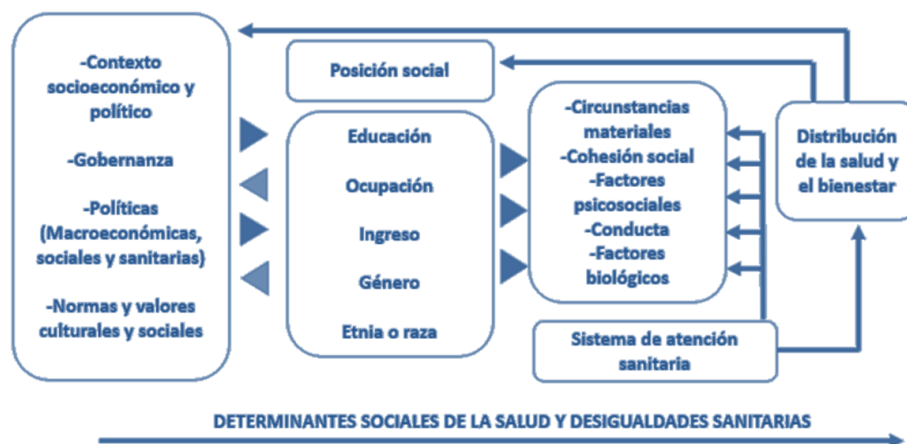 -Contexto
socioeconómico y
político
-Gobernanza
-Políticas
(Macroeconómicas,
sociales y sanitarias)
-Normas y valores
culturales y sociales
Posición social
Educación
Ocupación
Ingreso
Género
Etnia o raza
-Circunstancias
materiales
-Cohesión social
-Factores
psicosociales
-Conducta
-Factores
biológicos
Sistema de atención
sanitaria
Distribución
de la salud y
el bienestar
DETERMINANTES SOCIALES DE LA SALUD Y DESIGUALDADES SANITARIAS